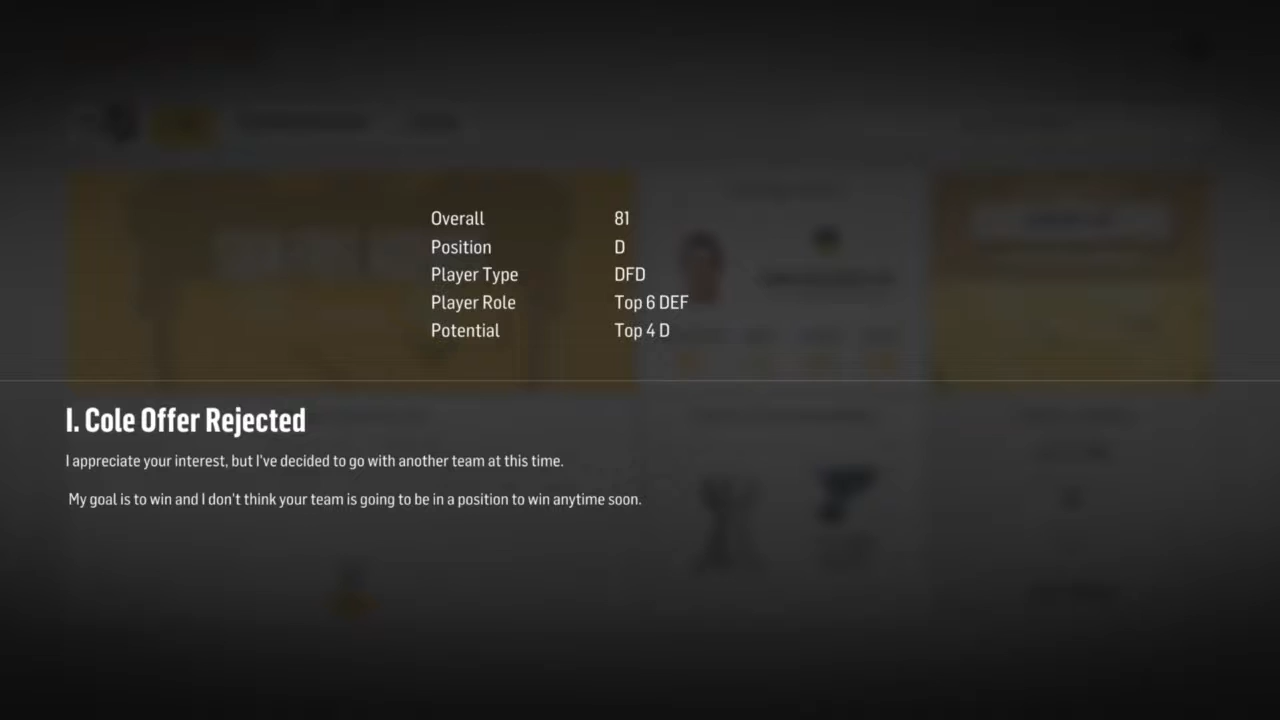 Overall 81
Position D
Player Type DFD
Player Role Top 6 DEF
Potential Top 4 D
I. Cole Offer Rejected
I appreciate your interest, but I've decided to go with another team at this time.
My goal is to win and I don't think your team is going to be in a position to win anytime soon.